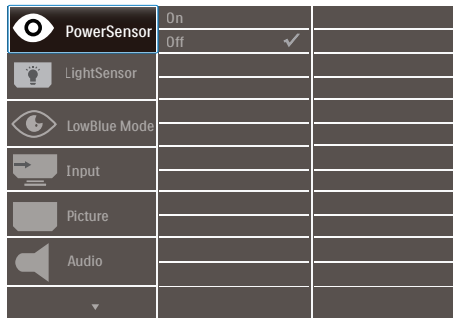 PowerSensor
On
Off
LightSensor
LowBlue Mode
Input
Picture
Audio